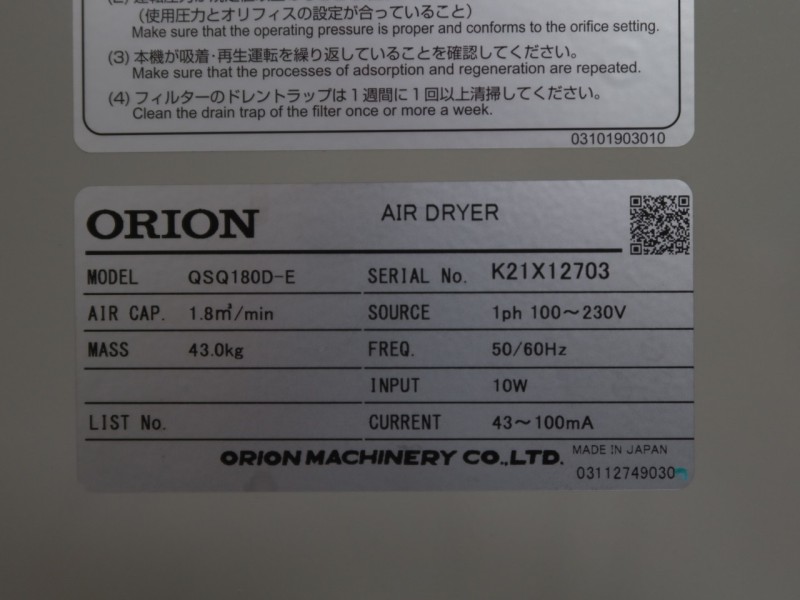 (使用圧力とオリフィスの設定が合っていること)
Make sure that the operating pressure is proper and conforms to the orifice setting.
(3) 本機が吸着・再生運転を繰り返していることを確認してください。
Make sure that the processes of adsorption and regeneration are repeated.
(4) フィルターのドレントラップは1週間に1回以上清掃してください。
Clean the drain trap of the filter once or more a week.
03101903010
ORION AIR DRYER
MODEL QSQ180D-E SERIAL No. K21X12703
AIR CAP. 1.8㎥/min SOURCE 1ph 100～230V
MASS 43.0kg FREQ. 50/60Hz
INPUT 10W
LIST No. CURRENT 43～100mA
ORION MACHINERY CO.,LTD. MADE IN JAPAN
03112749030